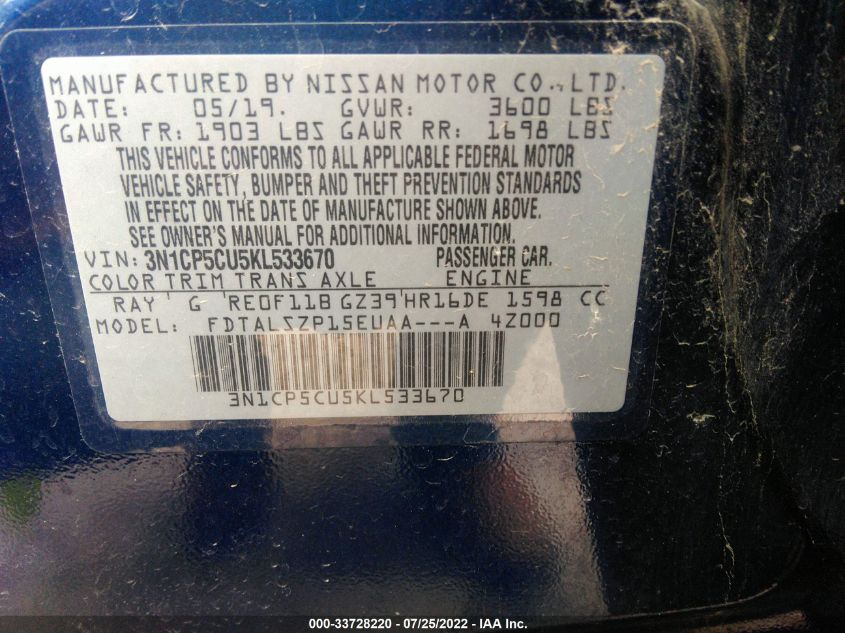 MANUFACTURED BY NISSAN MOTOR CO., LTD.
DATE: 05/19. GVWR: 3600 LBS
GAWR FR: 1903 LBS GAWR RR: 1698 LBS
THIS VEHICLE CONFORMS TO ALL APPLICABLE FEDERAL MOTOR
VEHICLE SAFETY, BUMPER AND THEFT PREVENTION STANDARDS
IN EFFECT ON THE DATE OF MANUFACTURE SHOWN ABOVE.
SEE OWNER'S MANUAL FOR ADDITIONAL INFORMATION.
VIN: 3N1CP5CU5KL533670 PASSENGER CAR.
COLOR TRIM TRANS AXLE ENGINE
RAY G RE0F11B GZ39 HR16DE 1598 CC
MODEL: FDTALSZP15EUAA---A 4Z000
3N1CP5CU5KL533670
000-33728220 - 07/25/2022 - IAA Inc.